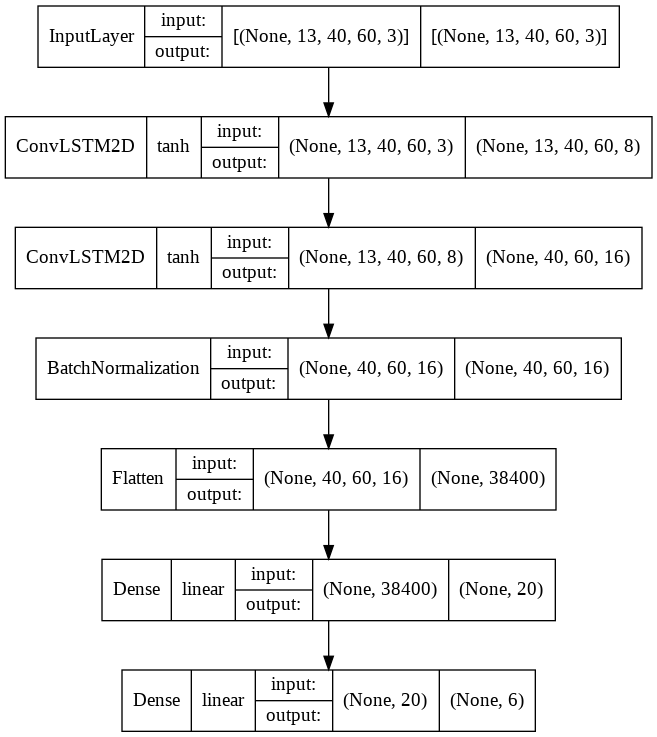 InputLayer input: output: [(None, 13, 40, 60, 3)] [(None, 13, 40, 60, 3)]
ConvLSTM2D tanh input: output: (None, 13, 40, 60, 3) (None, 13, 40, 60, 8)
ConvLSTM2D tanh input: output: (None, 13, 40, 60, 8) (None, 40, 60, 16)
BatchNormalization input: output: (None, 40, 60, 16) (None, 40, 60, 16)
Flatten input: output: (None, 40, 60, 16) (None, 38400)
Dense linear input: output: (None, 38400) (None, 20)
Dense linear input: output: (None, 20) (None, 6)